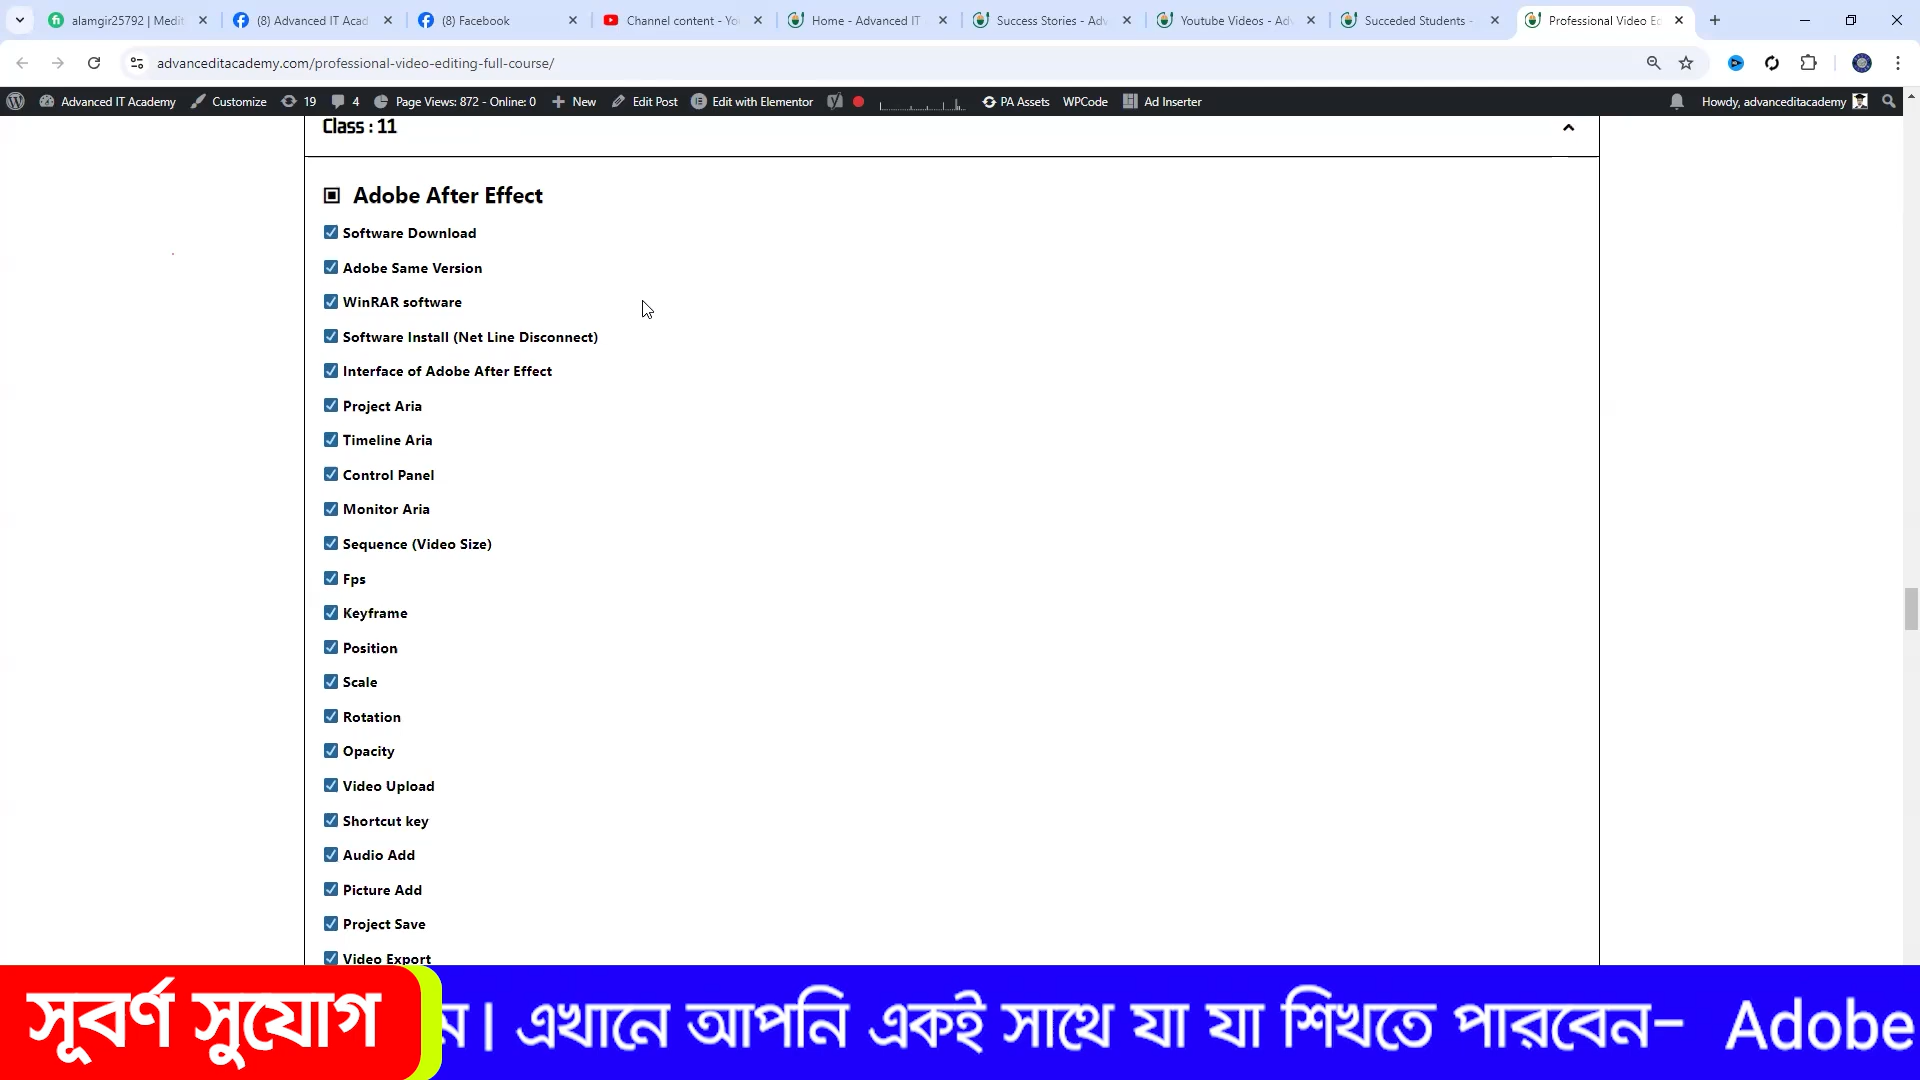 alamgir25792 | Medit
(8) Advanced IT Acad
(8) Facebook
Channel content - Yo
Home - Advanced IT
Success Stories - Adv
Youtube Videos - Adv
Succeded Students -
Professional Video Ed
advanceditacademy.com/professional-video-editing-full-course/
Advanced IT Academy
Customize
19
4
Page Views: 872 - Online: 0
New
Edit Post
Edit with Elementor
PA Assets
WPCode
Ad Inserter
Howdy, advanceditacademy
Class : 11
Adobe After Effect
Software Download
Adobe Same Version
WinRAR software
Software Install (Net Line Disconnect)
Interface of Adobe After Effect
Project Aria
Timeline Aria
Control Panel
Monitor Aria
Sequence (Video Size)
Fps
Keyframe
Position
Scale
Rotation
Opacity
Video Upload
Shortcut key
Audio Add
Picture Add
Project Save
Video Export
সূবর্ণ সুযোগ
ম | এখানে আপনি একই সাথে যা যা শিখতে পারবেন– Adobe